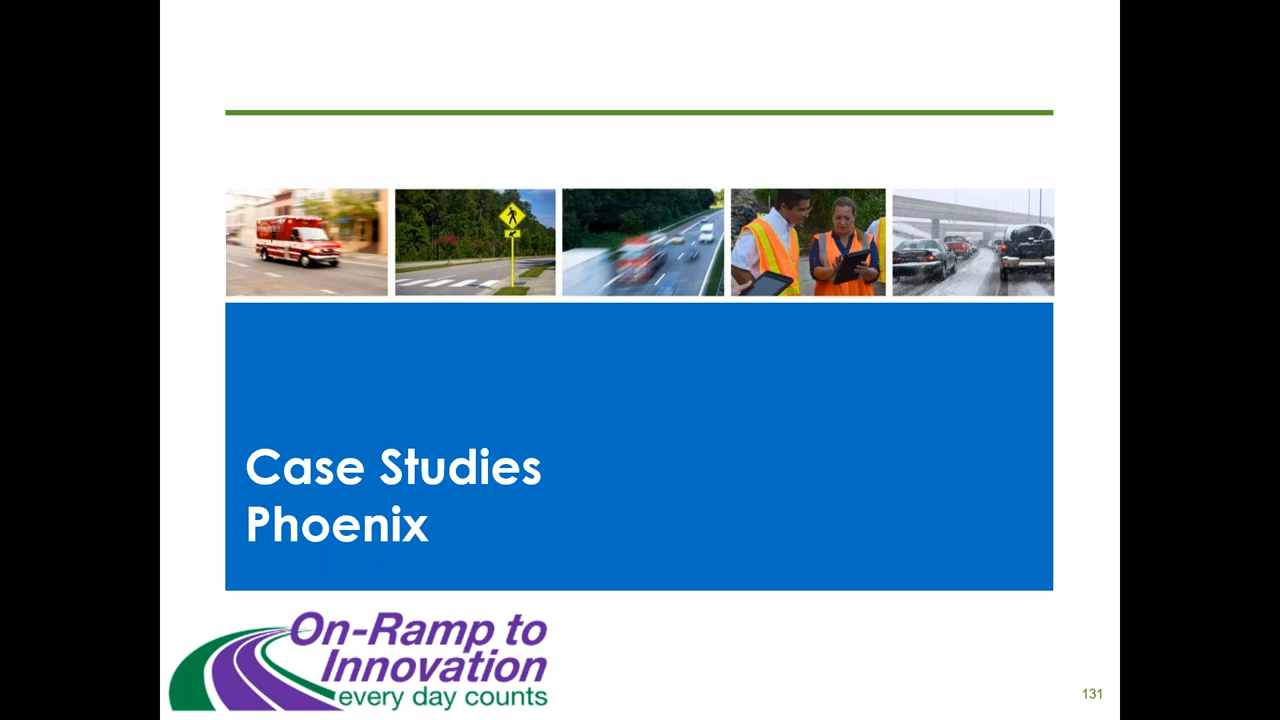 Case Studies
Phoenix
On-Ramp to
Innovation
every day counts
131